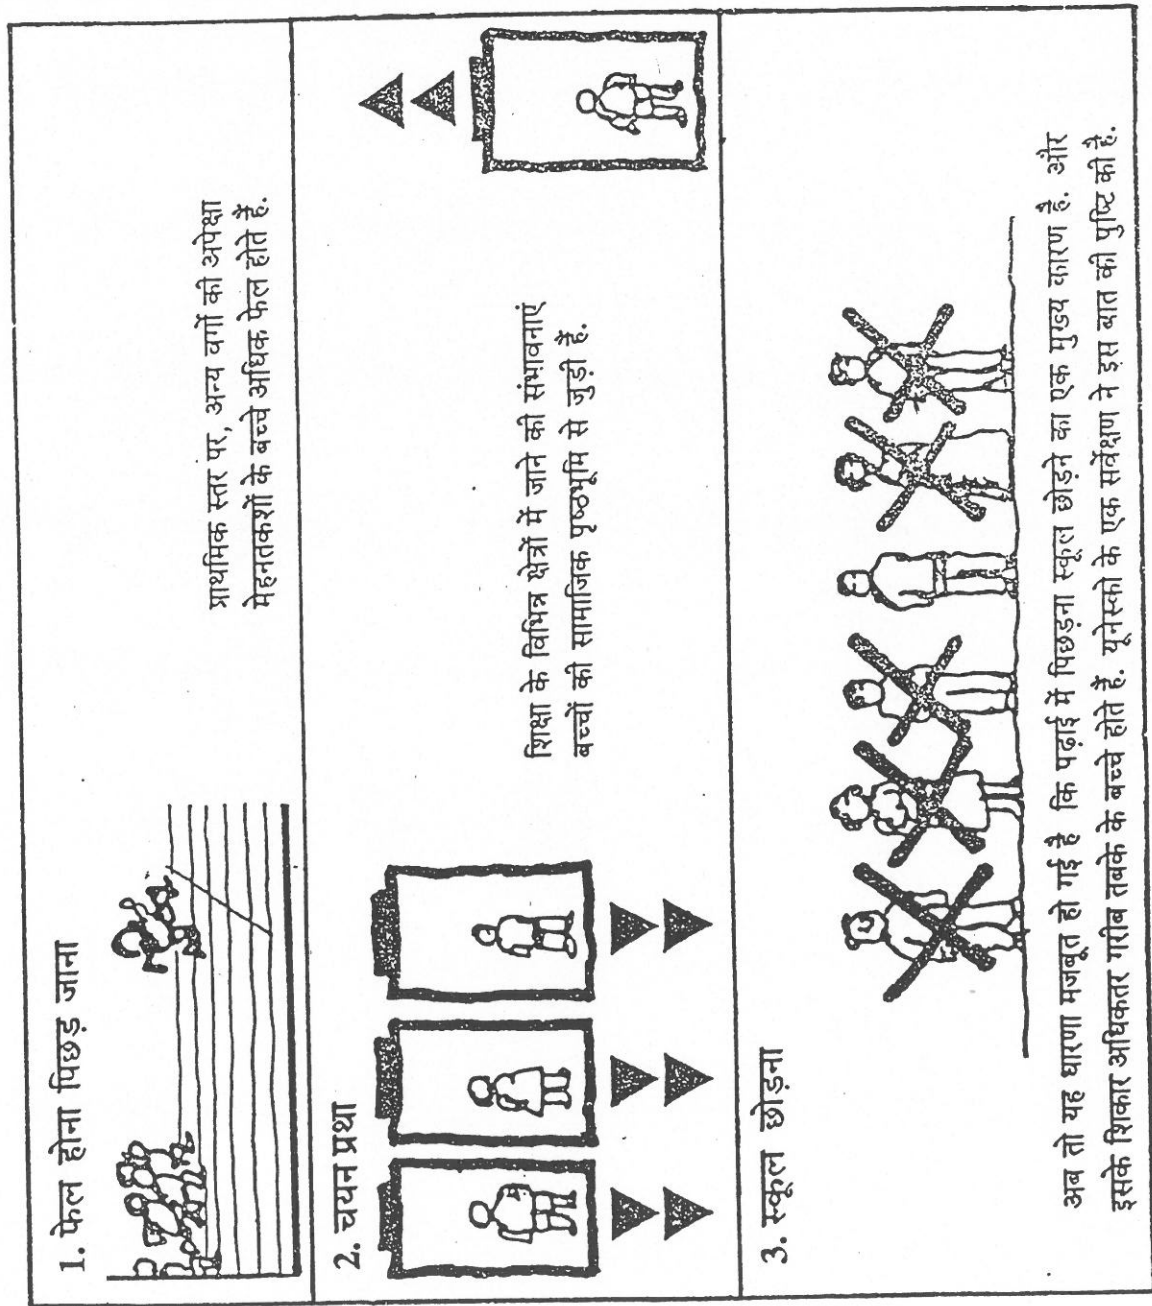 1. फेल होना पिछड़ जाना
प्राथमिक स्तर पर, अन्य वर्गों की अपेक्षा
मेहनतकशों के बच्चे अधिक फेल होते हैं.
2. चयन प्रथा
शिक्षा के विभिन्न क्षेत्रों में जाने की संभावनाएं
बच्चों की सामाजिक पृष्ठभूमि से जुड़ी हैं.
3. स्कूल छोड़ना
अब तो यह धारणा मजबूत हो गई है कि पढ़ाई में पिछड़ना स्कूल छोड़ने का एक मुख्य कारण है. और
इसके शिकार अधिकतर गरीब तबके के बच्चे होते हैं. यूनेस्को के एक सर्वेक्षण ने इस बात की पुष्टि की है.